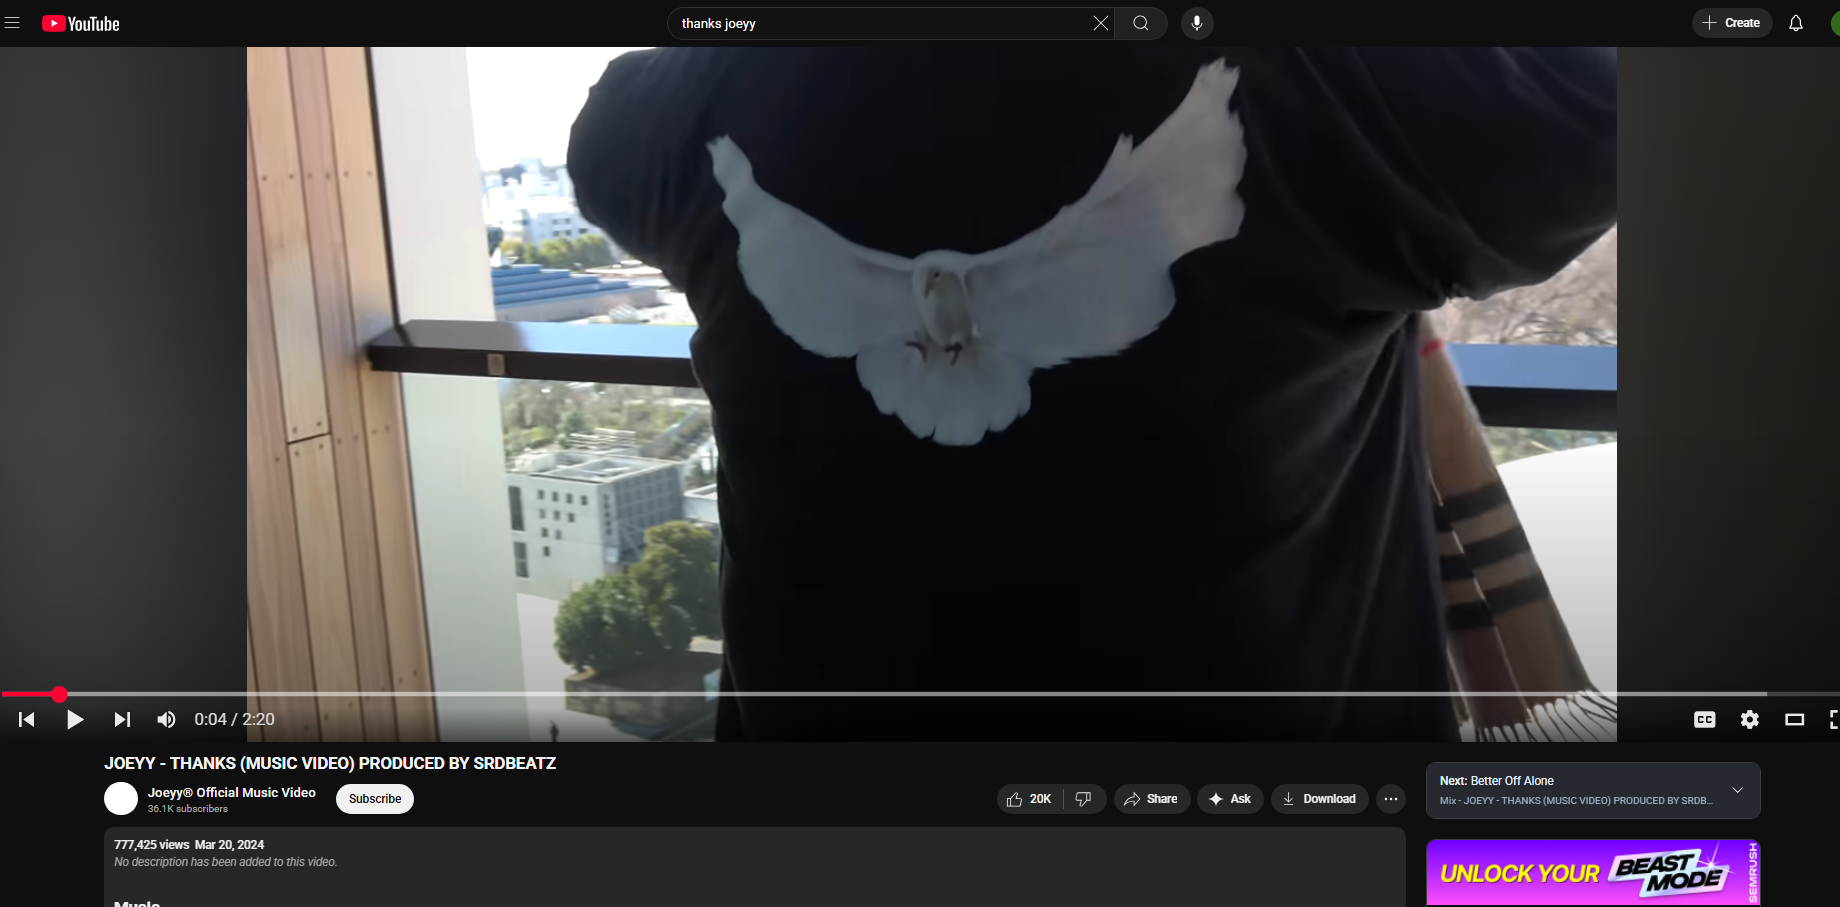 YouTube
thanks joeyy
Create
0:04 / 2:20
CC
JOEYY - THANKS (MUSIC VIDEO) PRODUCED BY SRDBEATZ
Joeyy® Official Music Video
36.1K subscribers
Subscribe
20K
Share
Ask
Download
Next: Better Off Alone
Mix - JOEYY - THANKS (MUSIC VIDEO) PRODUCED BY SRDB...
777,425 views Mar 20, 2024
No description has been added to this video.
Music
UNLOCK YOUR BEAST MODE
SEMRUSH